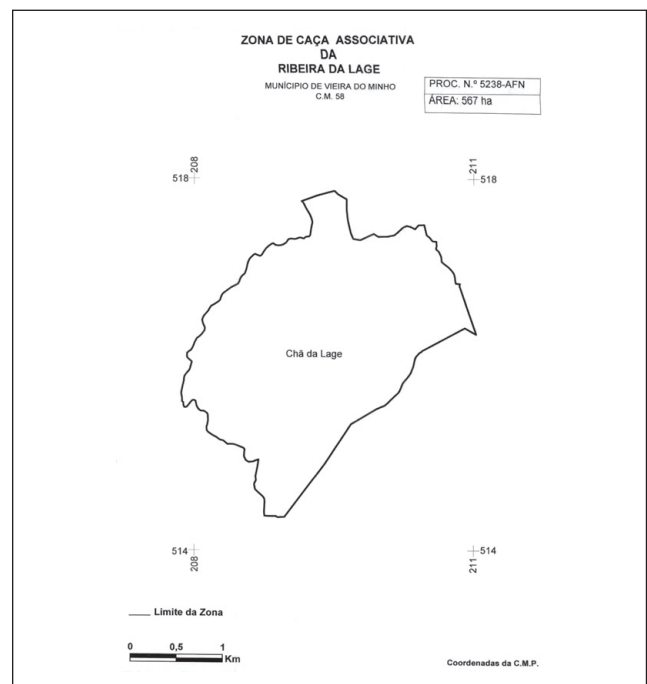 ZONA DE CAÇA ASSOCIATIVA
DA
RIBEIRA DA LAGE
MUNÍCIPIO DE VIEIRA DO MINHO
C.M. 58
PROC. N.º 5238-AFN
ÁREA: 567 ha
208
518
211
518
Chã da Lage
514
208
514
211
Limite da Zona
0 0,5 1
Km
Coordenadas da C.M.P.